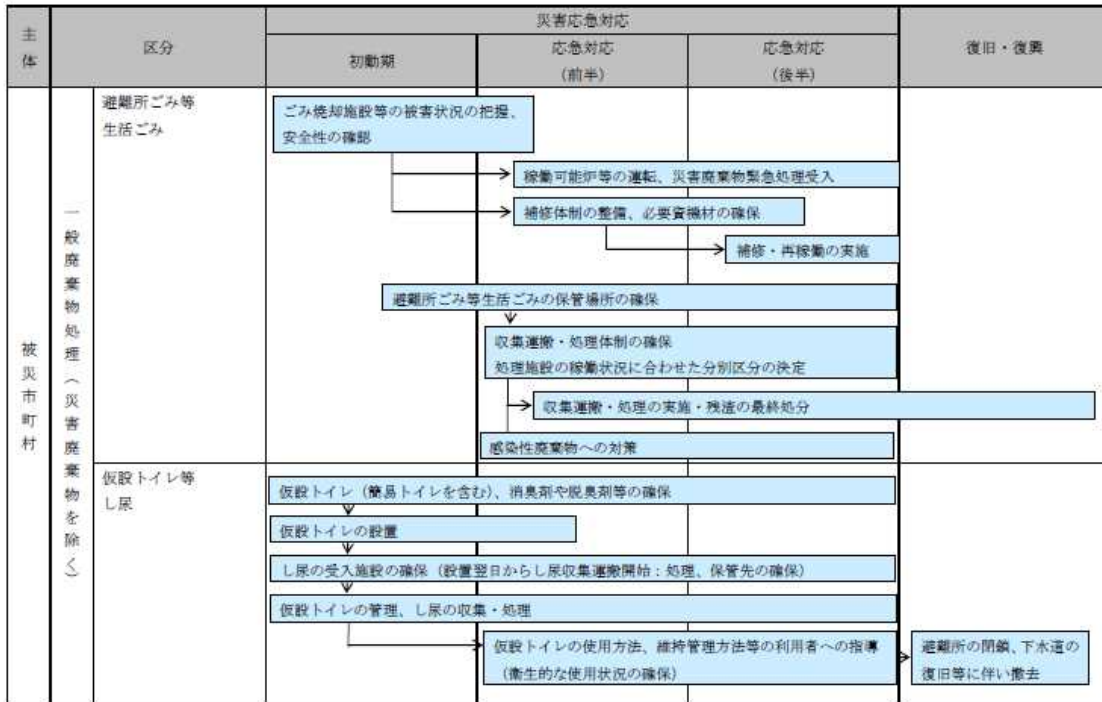 主体
区分
災害応急対応
初動期
応急対応
(前半)
応急対応
(後半)
復旧・復興
被災市町村
一般廃棄物処理(災害廃棄物を除く)
避難所ごみ等
生活ごみ
ごみ焼却施設等の被害状況の把握、
安全性の確認
稼働可能炉等の運転、災害廃棄物緊急処理受入
補修体制の整備、必要資機材の確保
補修・再稼働の実施
避難所ごみ等生活ごみの保管場所の確保
収集運搬・処理体制の確保
処理施設の稼働状況に合わせた分別区分の決定
収集運搬・処理の実施・残渣の最終処分
感染性廃棄物への対策
仮設トイレ等
し尿
仮設トイレ(簡易トイレを含む)、消臭剤や脱臭剤等の確保
仮設トイレの設置
し尿の受入施設の確保(設置翌日からし尿収集運搬開始:処理、保管先の確保)
仮設トイレの管理、し尿の収集・処理
仮設トイレの使用方法、維持管理方法等の利用者への指導
(衛生的な使用状況の確保)
避難所の閉鎖、下水道の
復旧等に伴い撤去